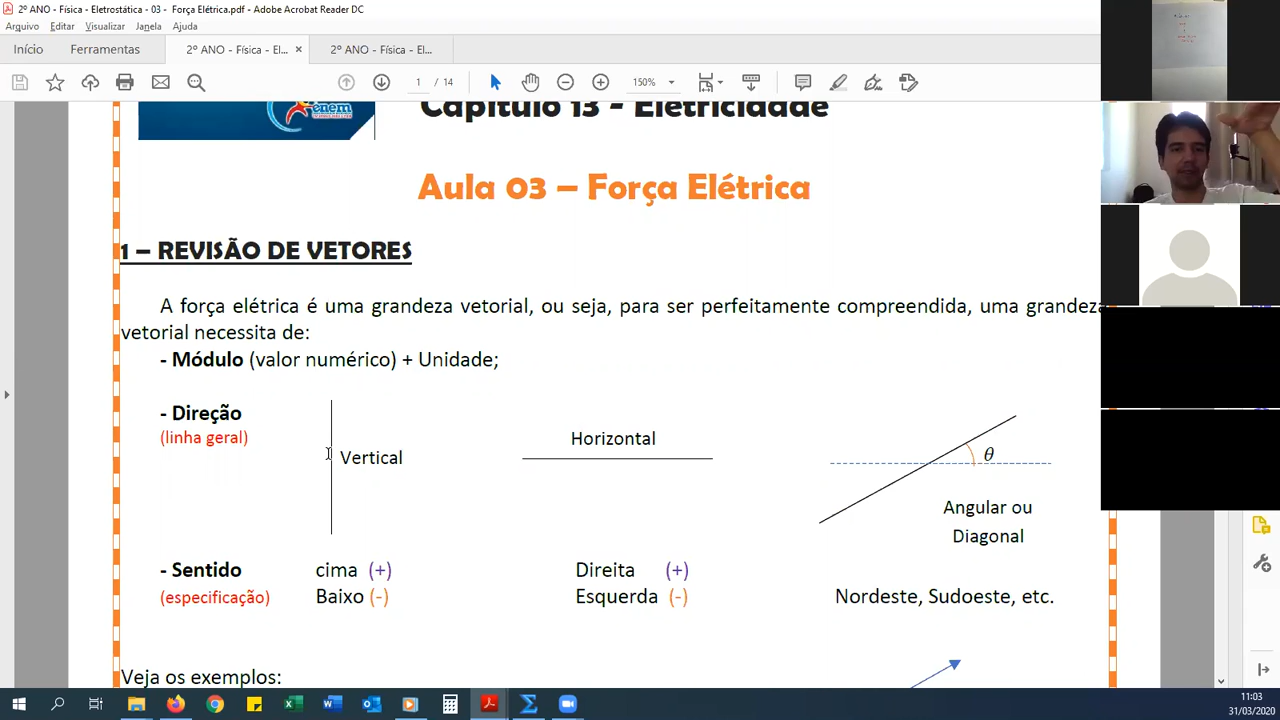 2º ANO - Física - Eletrostática - 03 - Força Elétrica.pdf - Adobe Acrobat Reader DC
Arquivo Editar Visualizar Janela Ajuda
Início Ferramentas 2º ANO - Física - El... × 2º ANO - Física - El...
1 / 14 150%
enem
Capítulo 13 - Eletricidade
Aula 03 – Força Elétrica
1 – REVISÃO DE VETORES
A força elétrica é uma grandeza vetorial, ou seja, para ser perfeitamente compreendida, uma grandeza
vetorial necessita de:
- Módulo (valor numérico) + Unidade;
- Direção
(linha geral)
Vertical
Horizontal
θ
Angular ou
Diagonal
- Sentido cima (+) Direita (+)
(especificação) Baixo (-) Esquerda (-) Nordeste, Sudoeste, etc.
Veja os exemplos:
11:03
31/03/2020